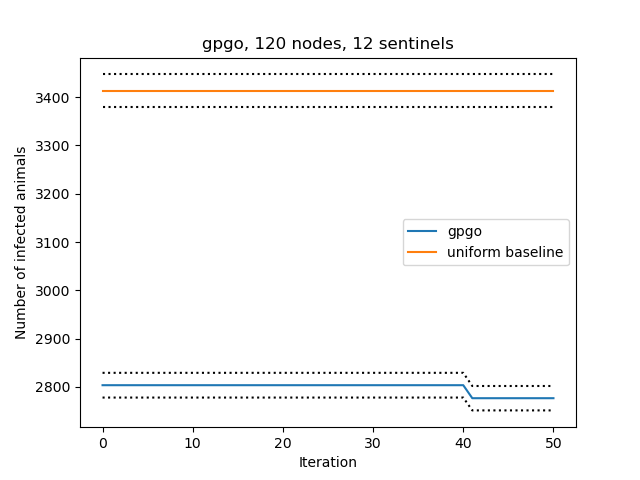 gpgo, 120 nodes, 12 sentinels
Number of infected animals
3400
3300
3200
3100
3000
2900
2800
gpgo
uniform baseline
0 10 20 30 40 50
Iteration